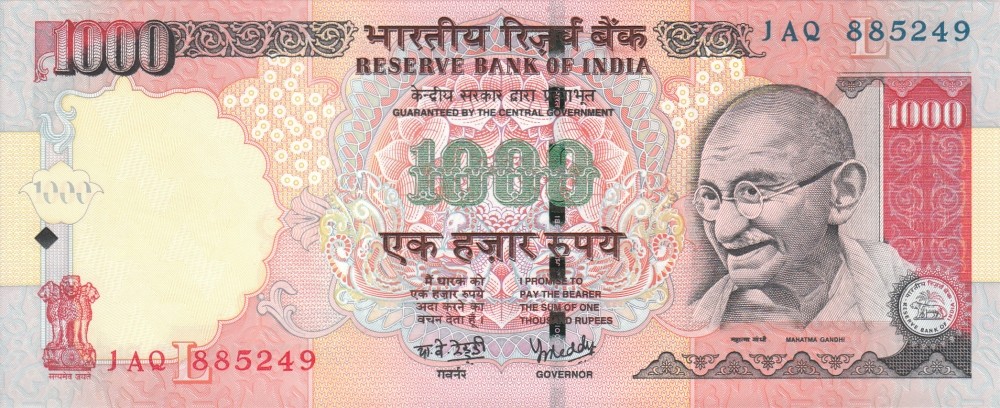 1000
भारतीय रिज़र्व बैंक
RESERVE BANK OF INDIA
केन्द्रीय सरकार द्वारा प्रत्याभूत
GUARANTEED BY THE CENTRAL GOVERNMENT
JAQ L 885249
1000
1000
1000
एक हज़ार रुपये
मैं धारक को
एक हज़ार रुपये
अदा करने का
वचन देता हूँ।
I PROMISE TO
PAY THE BEARER
THE SUM OF ONE
THOUSAND RUPEES
या. वे. रेड्डी
YReddy
गवर्नर
GOVERNOR
महात्मा गांधी
MAHATMA GANDHI
भारतीय रिज़र्व बैंक
RESERVE BANK OF INDIA
सत्यमेव जयते
JAQ L 885249